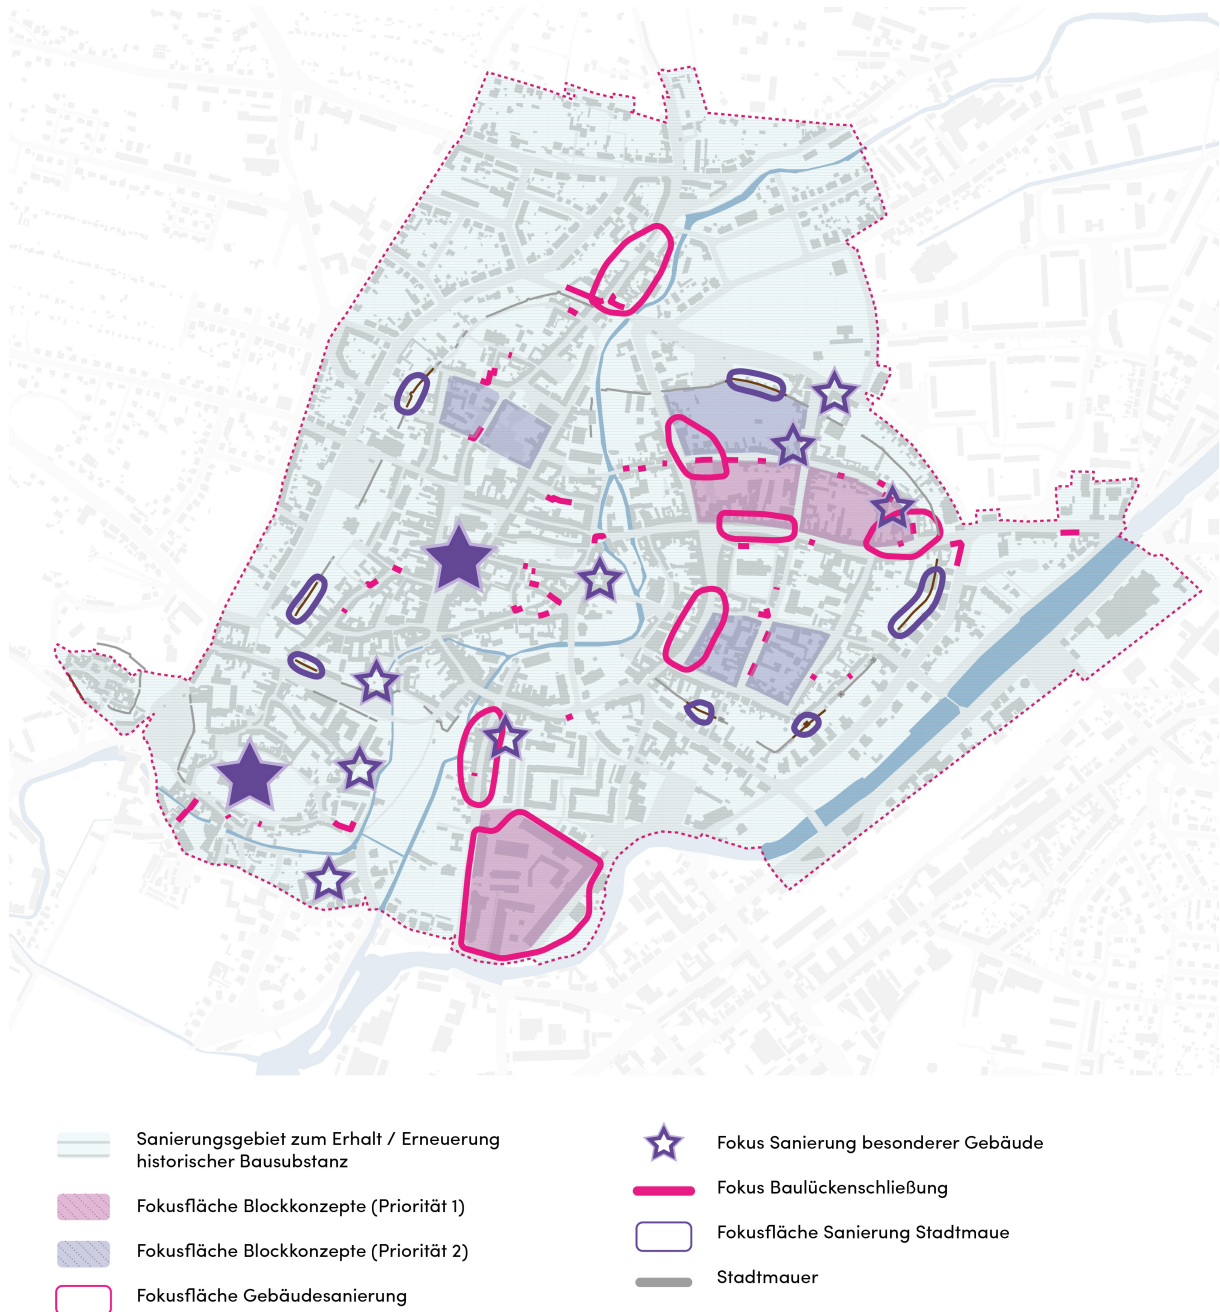 Sanierungsgebiet zum Erhalt / Erneuerung
historischer Bausubstanz
Fokusfläche Blockkonzepte (Priorität 1)
Fokusfläche Blockkonzepte (Priorität 2)
Fokusfläche Gebäudesanierung
Fokus Sanierung besonderer Gebäude
Fokus Baulückenschließung
Fokusfläche Sanierung Stadtmaue
Stadtmauer